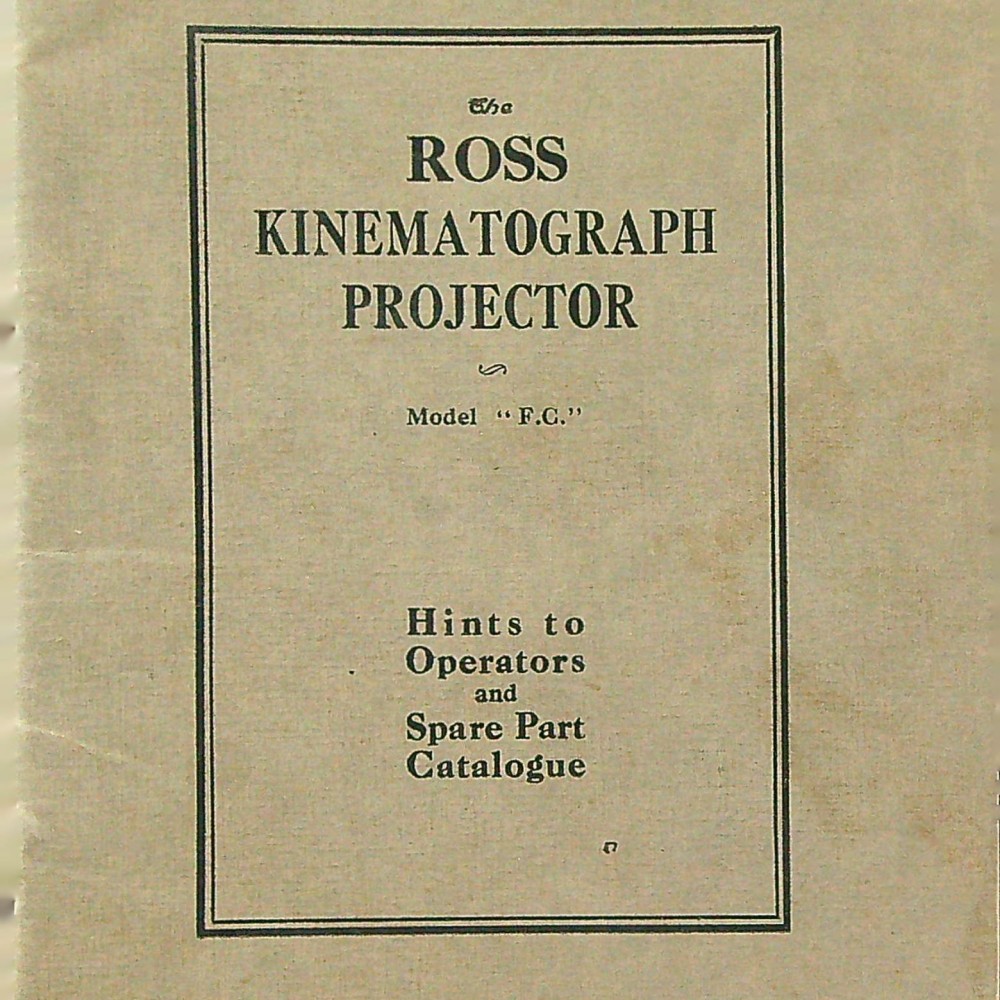 The
ROSS
KINEMATOGRAPH
PROJECTOR
Model “F.C.”
Hints to
Operators
and
Spare Part
Catalogue